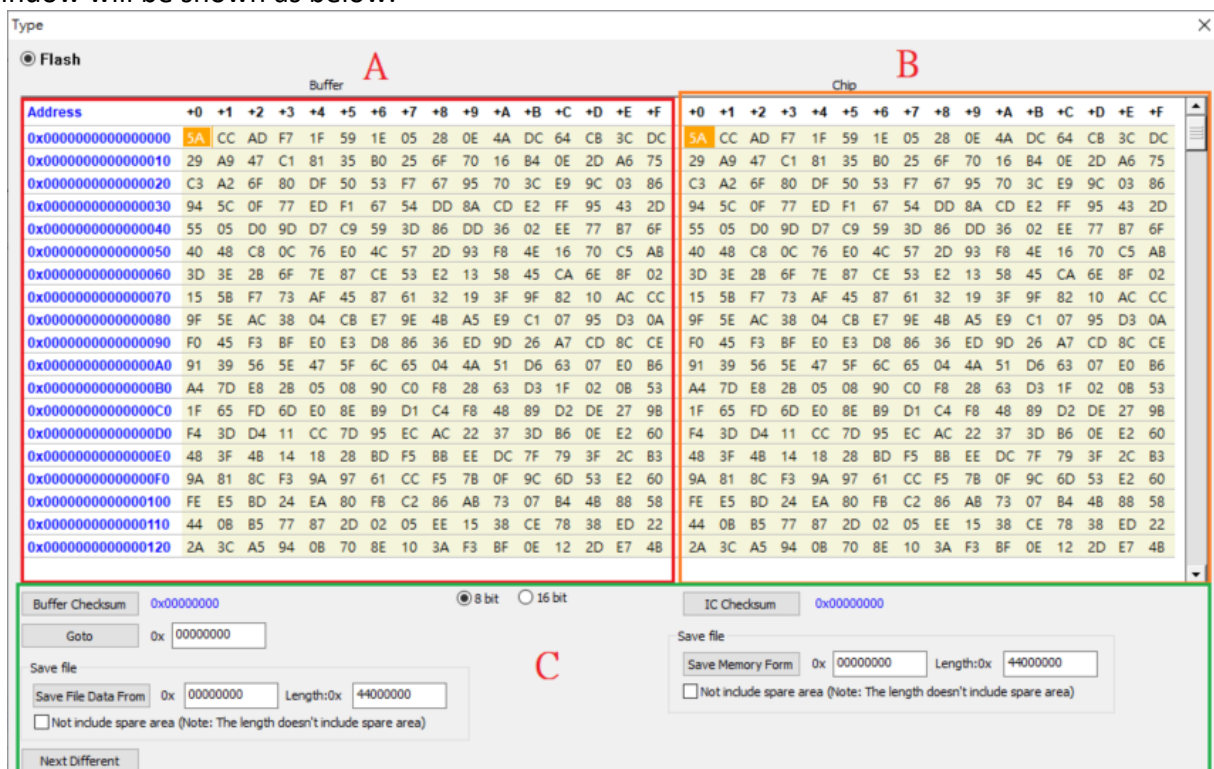 indow will be shown as below.
Type
Flash
A
B
Buffer
Chip
Address +0 +1 +2 +3 +4 +5 +6 +7 +8 +9 +A +B +C +D +E +F +0 +1 +2 +3 +4 +5 +6 +7 +8 +9 +A +B +C +D +E +F
0x0000000000000000 5A CC AD F7 1F 59 1E 05 28 0E 4A DC 64 CB 3C DC 5A CC AD F7 1F 59 1E 05 28 0E 4A DC 64 CB 3C DC
0x0000000000000010 29 A9 47 C1 81 35 B0 25 6F 70 16 B4 0E 2D A6 75 29 A9 47 C1 81 35 B0 25 6F 70 16 B4 0E 2D A6 75
0x0000000000000020 C3 A2 6F 80 DF 50 53 F7 67 95 70 3C E9 9C 03 86 C3 A2 6F 80 DF 50 53 F7 67 95 70 3C E9 9C 03 86
0x0000000000000030 94 5C 0F 77 ED F1 67 54 DD 8A CD E2 FF 95 43 2D 94 5C 0F 77 ED F1 67 54 DD 8A CD E2 FF 95 43 2D
0x0000000000000040 55 05 D0 9D D7 C9 59 3D 86 DD 36 02 EE 77 B7 6F 55 05 D0 9D D7 C9 59 3D 86 DD 36 02 EE 77 B7 6F
0x0000000000000050 40 48 C8 0C 76 E0 4C 57 2D 93 F8 4E 16 70 C5 AB 40 48 C8 0C 76 E0 4C 57 2D 93 F8 4E 16 70 C5 AB
0x0000000000000060 3D 3E 2B 6F 7E 87 CE 53 E2 13 58 45 CA 6E 8F 02 3D 3E 2B 6F 7E 87 CE 53 E2 13 58 45 CA 6E 8F 02
0x0000000000000070 15 5B F7 73 AF 45 87 61 32 19 3F 9F 82 10 AC CC 15 5B F7 73 AF 45 87 61 32 19 3F 9F 82 10 AC CC
0x0000000000000080 9F 5E AC 38 04 CB E7 9E 4B A5 E9 C1 07 95 D3 0A 9F 5E AC 38 04 CB E7 9E 4B A5 E9 C1 07 95 D3 0A
0x0000000000000090 F0 45 F3 BF E0 E3 D8 86 36 ED 9D 26 A7 CD 8C CE F0 45 F3 BF E0 E3 D8 86 36 ED 9D 26 A7 CD 8C CE
0x00000000000000A0 91 39 56 5E 47 5F 6C 65 04 4A 51 D6 63 07 E0 B6 91 39 56 5E 47 5F 6C 65 04 4A 51 D6 63 07 E0 B6
0x00000000000000B0 A4 7D E8 2B 05 08 90 C0 F8 28 63 D3 1F 02 0B 53 A4 7D E8 2B 05 08 90 C0 F8 28 63 D3 1F 02 0B 53
0x00000000000000C0 1F 65 FD 6D E0 8E B9 D1 C4 F8 48 89 D2 DE 27 9B 1F 65 FD 6D E0 8E B9 D1 C4 F8 48 89 D2 DE 27 9B
0x00000000000000D0 F4 3D D4 11 CC 7D 95 EC AC 22 37 3D B6 0E E2 60 F4 3D D4 11 CC 7D 95 EC AC 22 37 3D B6 0E E2 60
0x00000000000000E0 48 3F 4B 14 18 28 BD F5 BB EE DC 7F 79 3F 2C B3 48 3F 4B 14 18 28 BD F5 BB EE DC 7F 79 3F 2C B3
0x00000000000000F0 9A 81 8C F3 9A 97 61 CC F5 7B 0F 9C 6D 53 E2 60 9A 81 8C F3 9A 97 61 CC F5 7B 0F 9C 6D 53 E2 60
0x0000000000000100 FE E5 BD 24 EA 80 FB C2 86 AB 73 07 B4 4B 88 58 FE E5 BD 24 EA 80 FB C2 86 AB 73 07 B4 4B 88 58
0x0000000000000110 44 0B B5 77 87 2D 02 05 EE 15 38 CE 78 38 ED 22 44 0B B5 77 87 2D 02 05 EE 15 38 CE 78 38 ED 22
0x0000000000000120 2A 3C A5 94 0B 70 8E 10 3A F3 BF 0E 12 2D E7 4B 2A 3C A5 94 0B 70 8E 10 3A F3 BF 0E 12 2D E7 4B
Buffer Checksum 0x00000000 8 bit 16 bit IC Checksum 0x00000000
Goto 0x 00000000
C
Save file
Save file
Save Memory Form 0x 00000000 Length:0x 44000000
Save File Data From 0x 00000000 Length:0x 44000000
Not include spare area (Note: The length doesn't include spare area)
Not include spare area (Note: The length doesn't include spare area)
Next Different